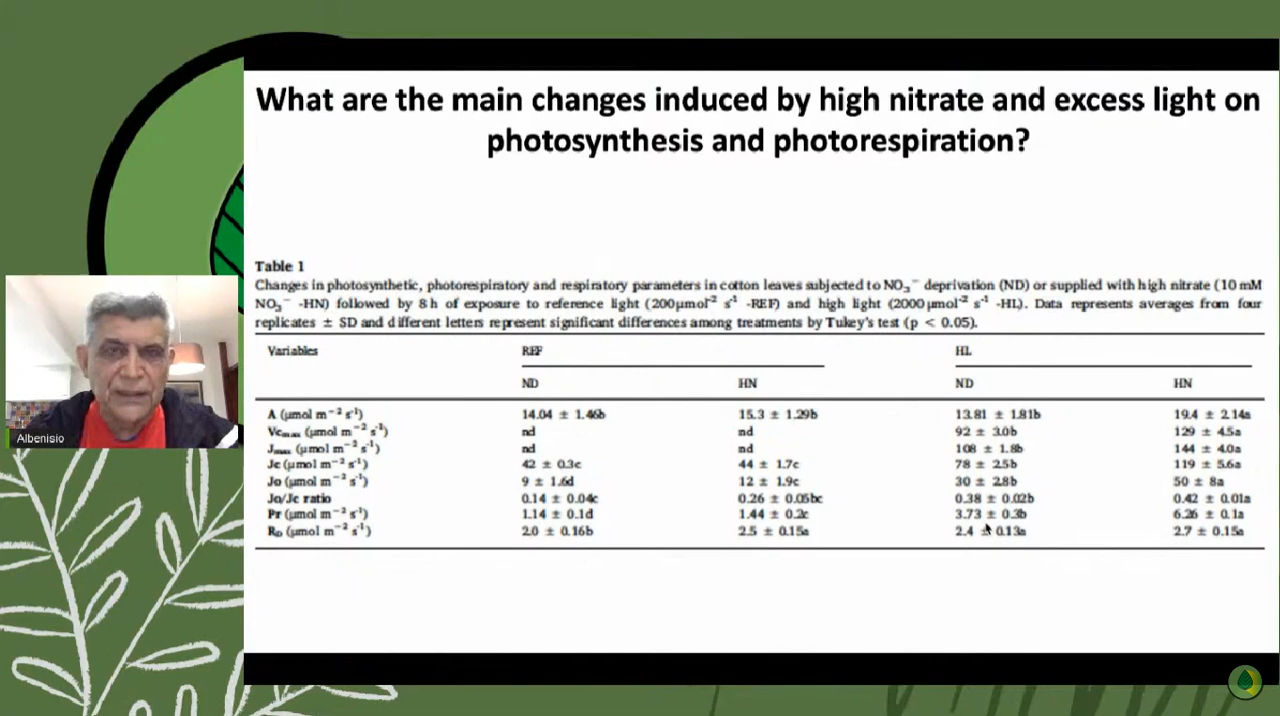 What are the main changes induced by high nitrate and excess light on
photosynthesis and photorespiration?
Table 1
Changes in photosynthetic, photorespiratory and respiratory parameters in cotton leaves subjected to NO₃⁻ deprivation (ND) or supplied with high nitrate (10 mM
NO₃⁻ -HN) followed by 8 h of exposure to reference light (200 μmol⁻² s⁻¹ -REF) and high light (2000 μmol⁻² s⁻¹ -HL). Data represents averages from four
replicates ± SD and different letters represent significant differences among treatments by Tukey's test (p < 0.05).
Variables REF HL
ND HN ND HN
A (μmol m⁻² s⁻¹) 14.04 ± 1.46b 15.3 ± 1.29b 13.81 ± 1.81b 19.4 ± 2.14a
Vcmax (μmol m⁻² s⁻¹) nd nd 92 ± 3.0b 129 ± 4.5a
Jmax (μmol m⁻² s⁻¹) nd nd 108 ± 1.8b 144 ± 4.0a
Jc (μmol m⁻² s⁻¹) 42 ± 0.3c 44 ± 1.7c 78 ± 2.5b 119 ± 5.6a
Jo (μmol m⁻² s⁻¹) 9 ± 1.6d 12 ± 1.9c 30 ± 2.8b 50 ± 8a
Jo/Jc ratio 0.14 ± 0.04c 0.26 ± 0.05bc 0.38 ± 0.02b 0.42 ± 0.01a
Pr (μmol m⁻² s⁻¹) 1.14 ± 0.1d 1.44 ± 0.2c 3.73 ± 0.3b 6.26 ± 0.1a
R_D (μmol m⁻² s⁻¹) 2.0 ± 0.16b 2.5 ± 0.15a 2.4 ± 0.13a 2.7 ± 0.15a
Albenisio